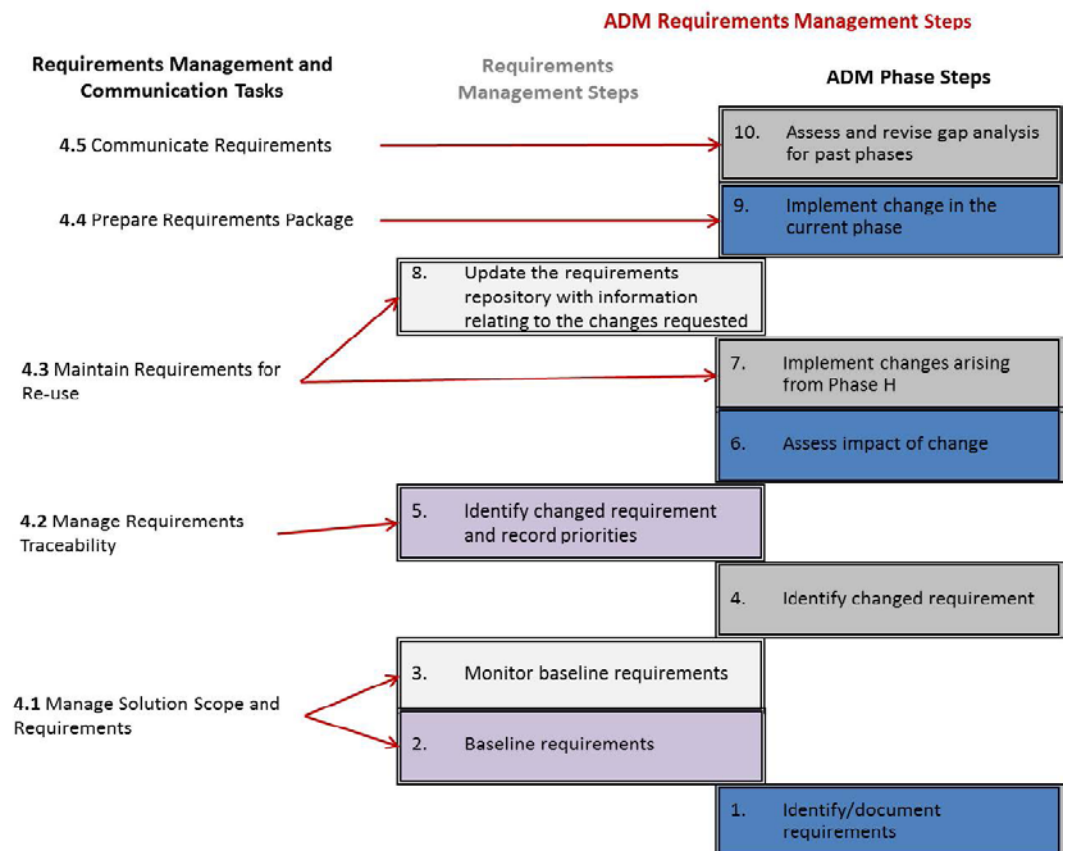 ADM Requirements Management Steps
Requirements Management and
Communication Tasks
Requirements
Management Steps
ADM Phase Steps
4.5 Communicate Requirements
10. Assess and revise gap analysis
for past phases
4.4 Prepare Requirements Package
9. Implement change in the
current phase
8. Update the requirements
repository with information
relating to the changes requested
4.3 Maintain Requirements for
Re-use
7. Implement changes arising
from Phase H
6. Assess impact of change
4.2 Manage Requirements
Traceability
5. Identify changed requirement
and record priorities
4. Identify changed requirement
3. Monitor baseline requirements
4.1 Manage Solution Scope and
Requirements
2. Baseline requirements
1. Identify/document
requirements